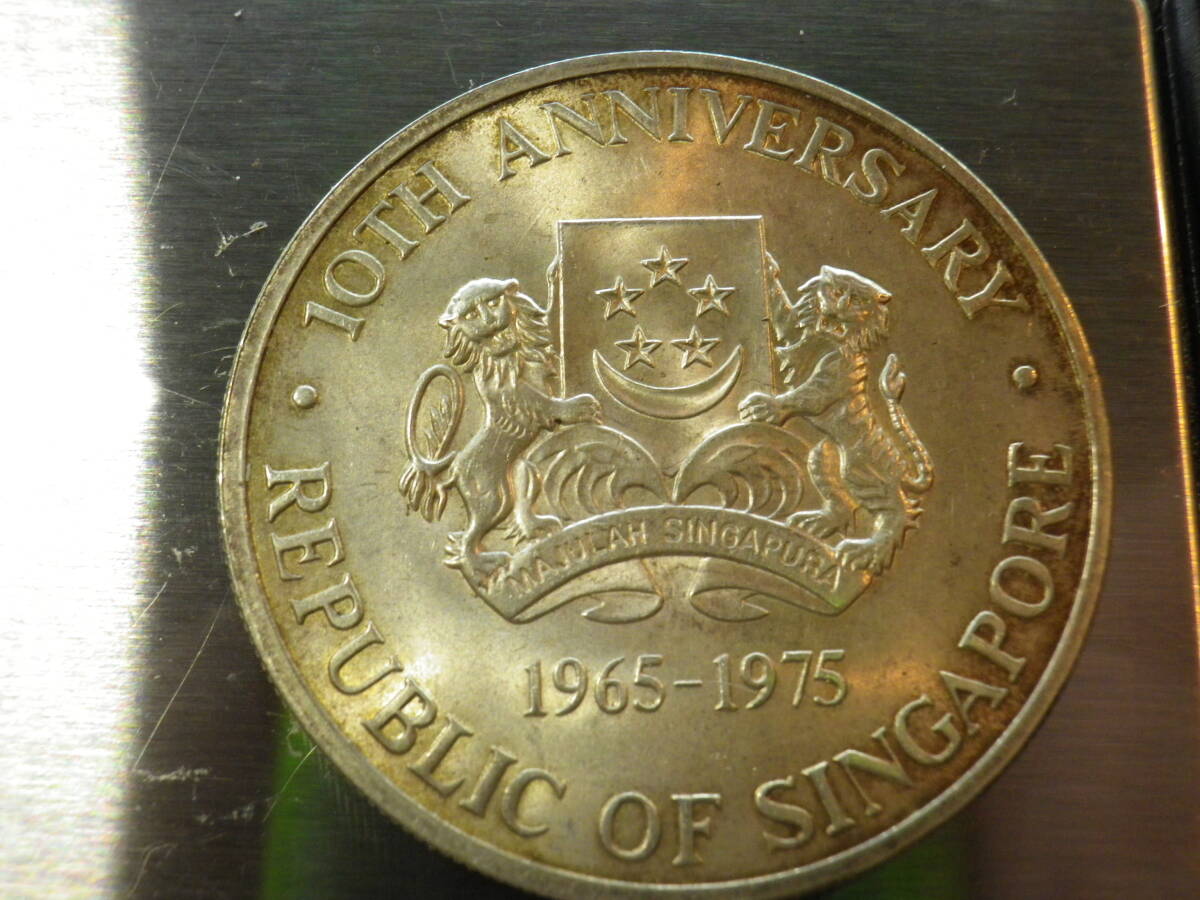 10TH ANNIVERSARY
MAJULAH SINGAPURA
1965-1975
REPUBLIC OF SINGAPORE